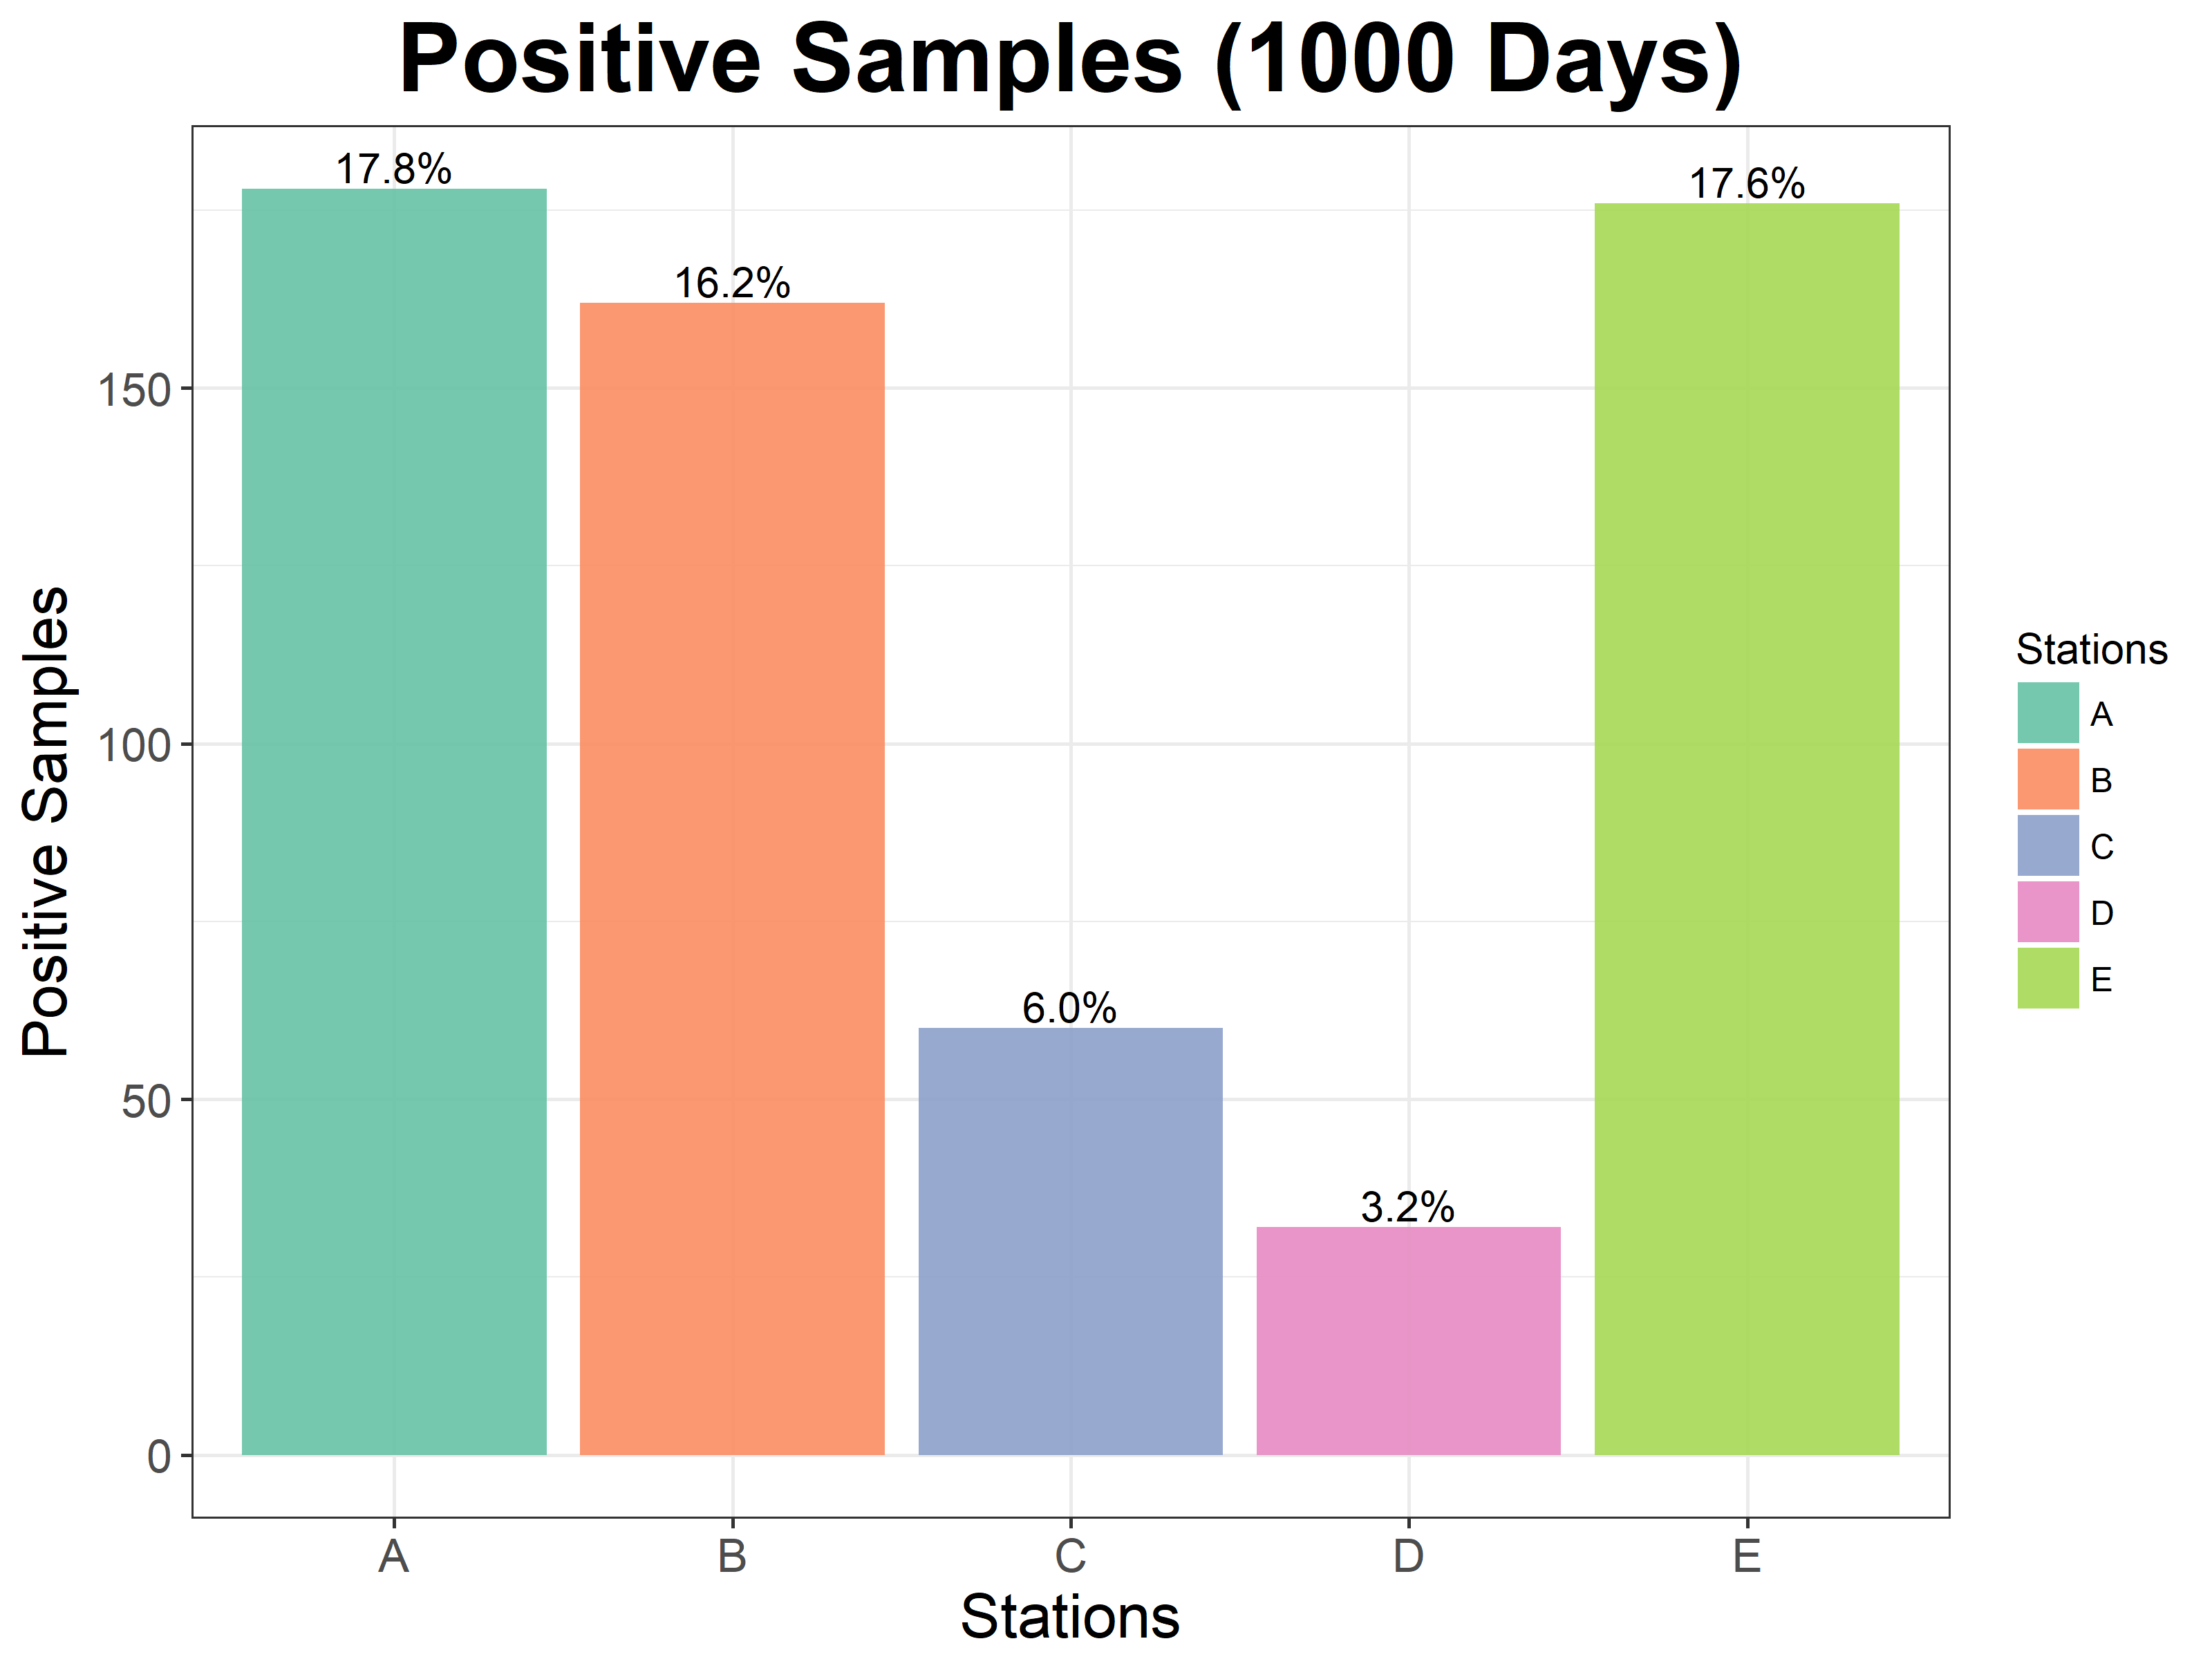 Positive Samples (1000 Days)
17.8%
17.6%
16.2%
6.0%
3.2%
150
100
50
0
Positive Samples
A
B
C
D
E
Stations
Stations
A
B
C
D
E